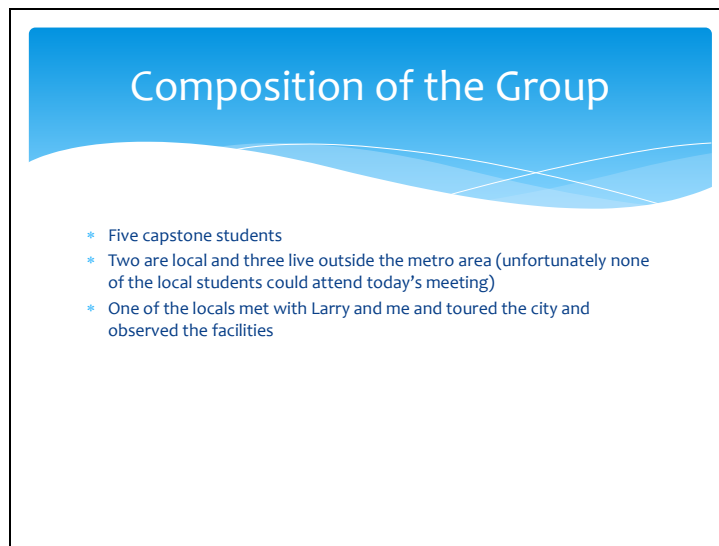 Composition of the Group
* Five capstone students
* Two are local and three live outside the metro area (unfortunately none
of the local students could attend today’s meeting)
* One of the locals met with Larry and me and toured the city and
observed the facilities